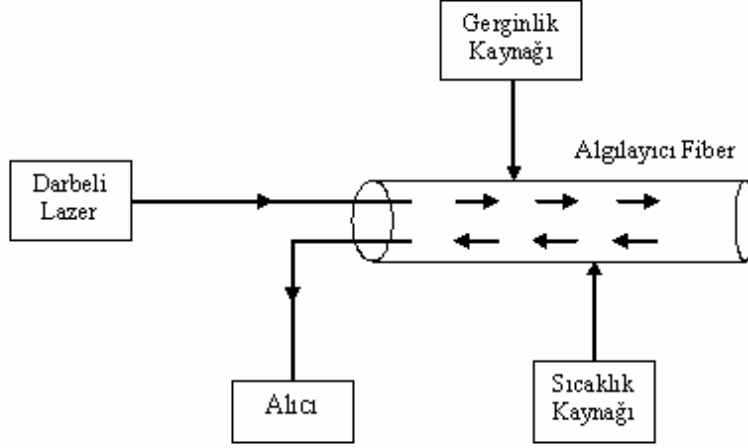 Gerginlik
Kaynağı
Algılayıcı Fiber
Darbeli
Lazer
Alıcı
Sıcaklık
Kaynağı